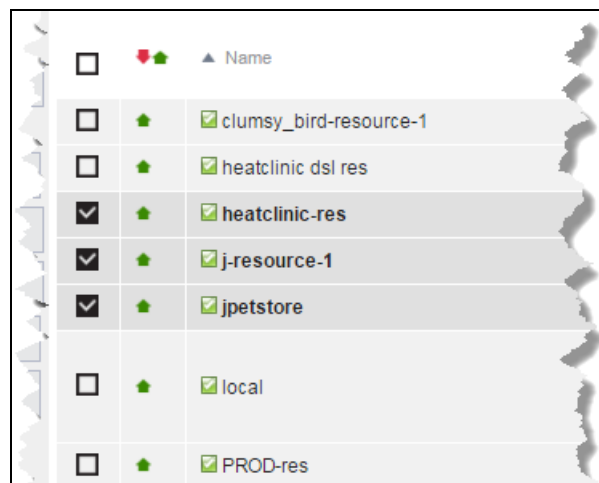 Name
clumsy_bird-resource-1
heatclinic dsl res
heatclinic-res
j-resource-1
jpetstore
local
PROD-res